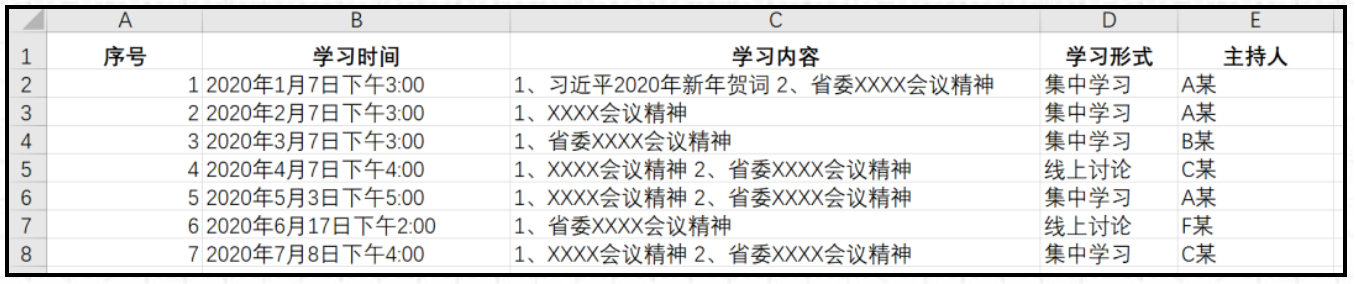 A B C D E
1 序号 学习时间 学习内容 学习形式 主持人
2 1 2020年1月7日下午3:00 1、习近平2020年新年贺词 2、省委XXXX会议精神 集中学习 A某
3 2 2020年2月7日下午3:00 1、XXXX会议精神 集中学习 A某
4 3 2020年3月7日下午3:00 1、省委XXXX会议精神 集中学习 B某
5 4 2020年4月7日下午4:00 1、XXXX会议精神 2、省委XXXX会议精神 线上讨论 C某
6 5 2020年5月3日下午5:00 1、XXXX会议精神 2、省委XXXX会议精神 集中学习 A某
7 6 2020年6月17日下午2:00 1、省委XXXX会议精神 线上讨论 F某
8 7 2020年7月8日下午4:00 1、XXXX会议精神 2、省委XXXX会议精神 集中学习 C某